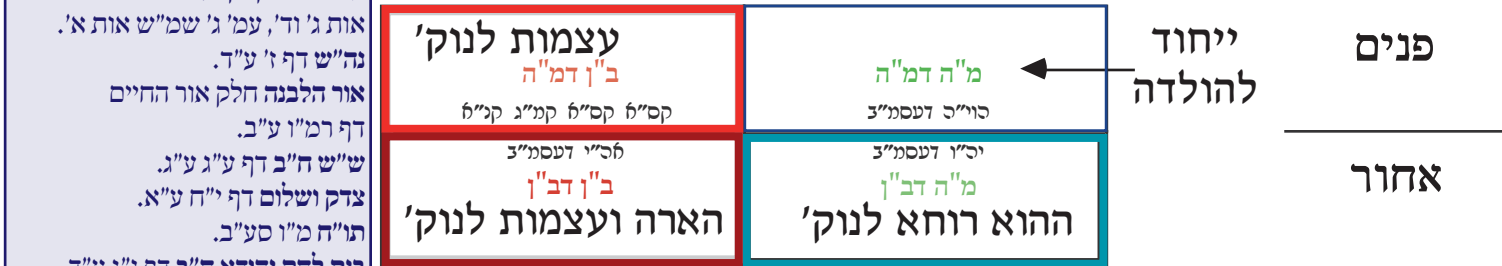 פנים
אחור
ייחוד
להולדה
מ"ה דמ"ה
הוי"ה דעסמ"ב
עצמות לנוק'
ב"ן דמ"ה
קס"א קס"א קמ"ג קנ"א
יה"ו דעסמ"ב
מ"ה דב"ן
ההוא רוחא לנוק'
אה"י דעסמ"ב
ב"ן דב"ן
הארה ועצמות לנוק'
אות ג' וד', עמ' ג' שמ"ש אות א'.
נה"ש דף ז' ע"ד.
אור הלבנה חלק אור החיים
דף רמ"ו ע"ב.
ש"ש ח"ב דף ע"ג ע"ג.
צדק ושלום דף י"ח ע"א.
תו"ח מ"ו סע"ב.